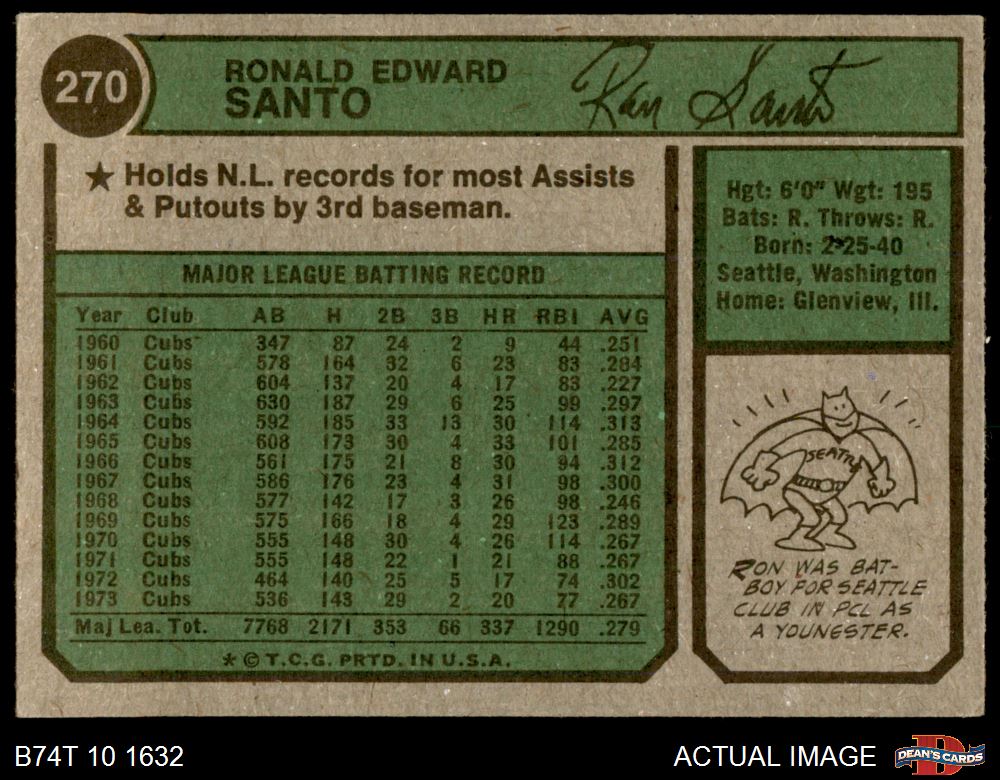 270
RONALD EDWARD
SANTO
Ron Santo
★ Holds N.L. records for most Assists
& Putouts by 3rd baseman.
Hgt: 6'0" Wgt: 195
Bats: R. Throws: R.
Born: 2-25-40
Seattle, Washington
Home: Glenview, Ill.
MAJOR LEAGUE BATTING RECORD
Year Club AB H 2B 3B HR RBI AVG
1960 Cubs 347 87 24 2 9 44 .251
1961 Cubs 578 164 32 6 23 83 .284
1962 Cubs 604 137 20 4 17 83 .227
1963 Cubs 630 187 29 6 25 99 .297
1964 Cubs 592 185 33 13 30 114 .313
1965 Cubs 608 173 30 4 33 101 .285
1966 Cubs 561 175 21 8 30 94 .312
1967 Cubs 586 176 23 4 31 98 .300
1968 Cubs 577 142 17 3 26 98 .246
1969 Cubs 575 166 18 4 29 123 .289
1970 Cubs 555 148 30 4 26 114 .267
1971 Cubs 555 148 22 1 21 88 .267
1972 Cubs 464 140 25 5 17 74 .302
1973 Cubs 536 143 29 2 20 77 .267
Maj Lea. Tot. 7768 2171 353 66 337 1290 .279
* © T.C.G. PRTD. IN U.S.A.
SEATTLE
RON WAS BAT-
BOY FOR SEATTLE
CLUB IN PCL AS
A YOUNGSTER.
B74T 10 1632
ACTUAL IMAGE
D
DEAN'S CARDS